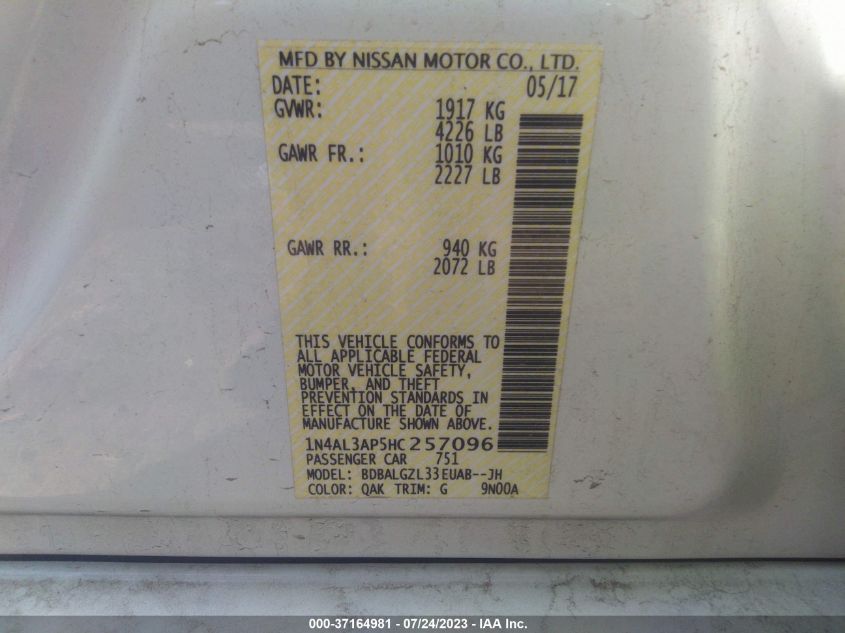 MFD BY NISSAN MOTOR CO., LTD.
DATE: 05/17
GVWR: 1917 KG
4226 LB
GAWR FR.: 1010 KG
2227 LB
GAWR RR.: 940 KG
2072 LB
THIS VEHICLE CONFORMS TO
ALL APPLICABLE FEDERAL
MOTOR VEHICLE SAFETY,
BUMPER, AND THEFT
PREVENTION STANDARDS IN
EFFECT ON THE DATE OF
MANUFACTURE SHOWN ABOVE.
1N4AL3AP5HC257096
PASSENGER CAR 751
MODEL: BDBALGZL33EUAB--JH
COLOR: QAK TRIM: G 9N00A
000-37164981 - 07/24/2023 - IAA Inc.